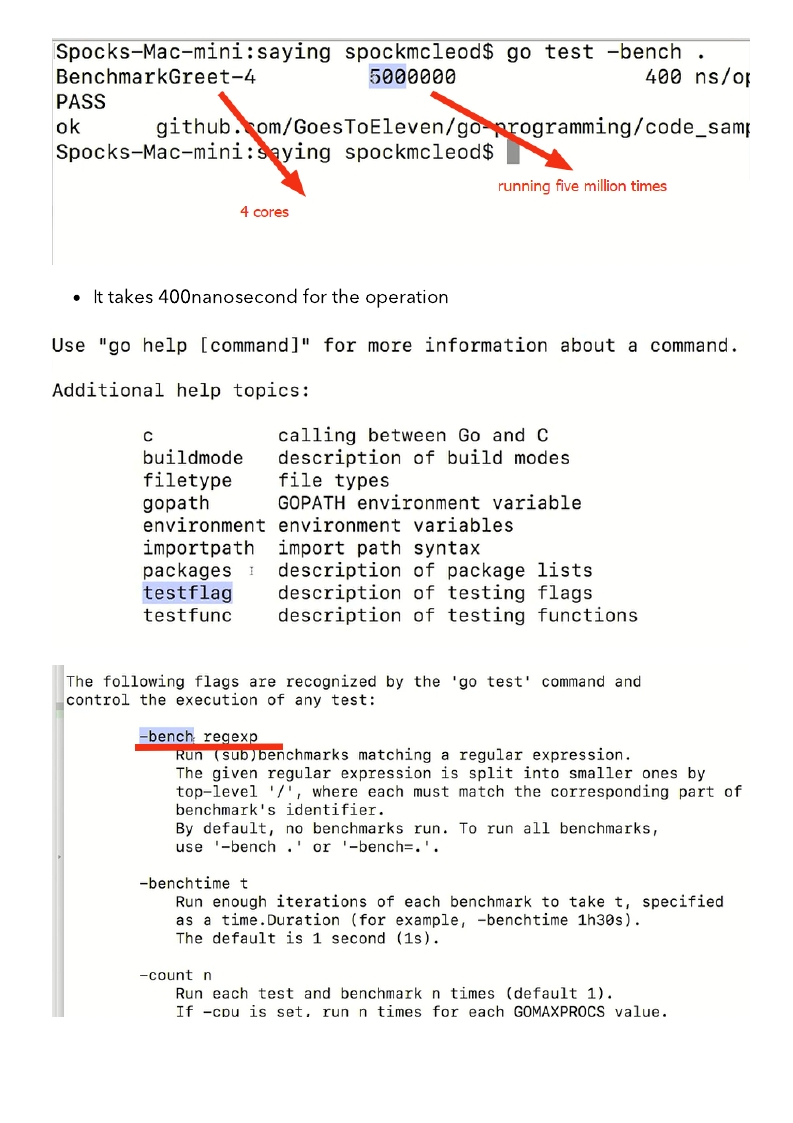 Spocks-Mac-mini:saying spockmcleod$ go test -bench .
BenchmarkGreet-4 5000000 400 ns/op
PASS
ok github.com/GoesToEleven/go-programming/code_samp
Spocks-Mac-mini:saying spockmcleod$
running five million times
4 cores
• It takes 400nanosecond for the operation
Use "go help [command]" for more information about a command.
Additional help topics:
c calling between Go and C
buildmode description of build modes
filetype file types
gopath GOPATH environment variable
environment environment variables
importpath import path syntax
packages description of package lists
testflag description of testing flags
testfunc description of testing functions
The following flags are recognized by the 'go test' command and
control the execution of any test:
-bench regexp
Run (sub)benchmarks matching a regular expression.
The given regular expression is split into smaller ones by
top-level '/', where each must match the corresponding part of
benchmark's identifier.
By default, no benchmarks run. To run all benchmarks,
use '-bench .' or '-bench=.'.
-benchtime t
Run enough iterations of each benchmark to take t, specified
as a time.Duration (for example, -benchtime 1h30s).
The default is 1 second (1s).
-count n
Run each test and benchmark n times (default 1).
If -cpu is set, run n times for each GOMAXPROCS value.